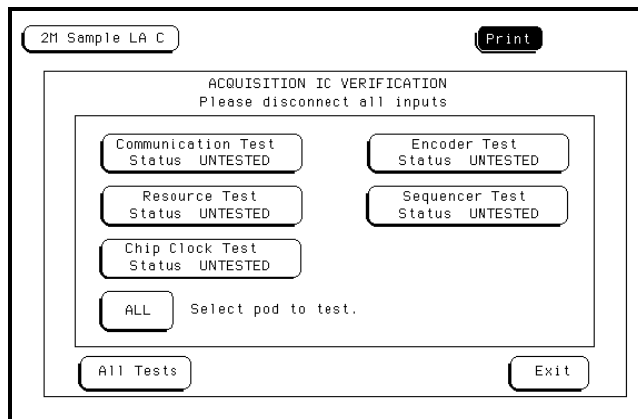 2M Sample LA C
Print
ACQUISITION IC VERIFICATION
Please disconnect all inputs
Communication Test
Status UNTESTED
Encoder Test
Status UNTESTED
Resource Test
Status UNTESTED
Sequencer Test
Status UNTESTED
Chip Clock Test
Status UNTESTED
ALL
Select pod to test.
All Tests
Exit